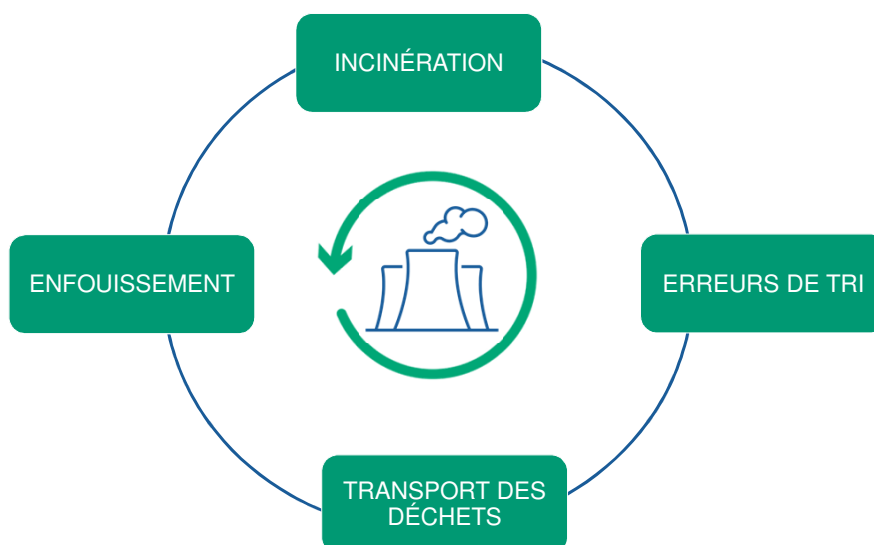 INCINÉRATION
ENFOUISSEMENT
ERREURS DE TRI
TRANSPORT DES
DÉCHETS